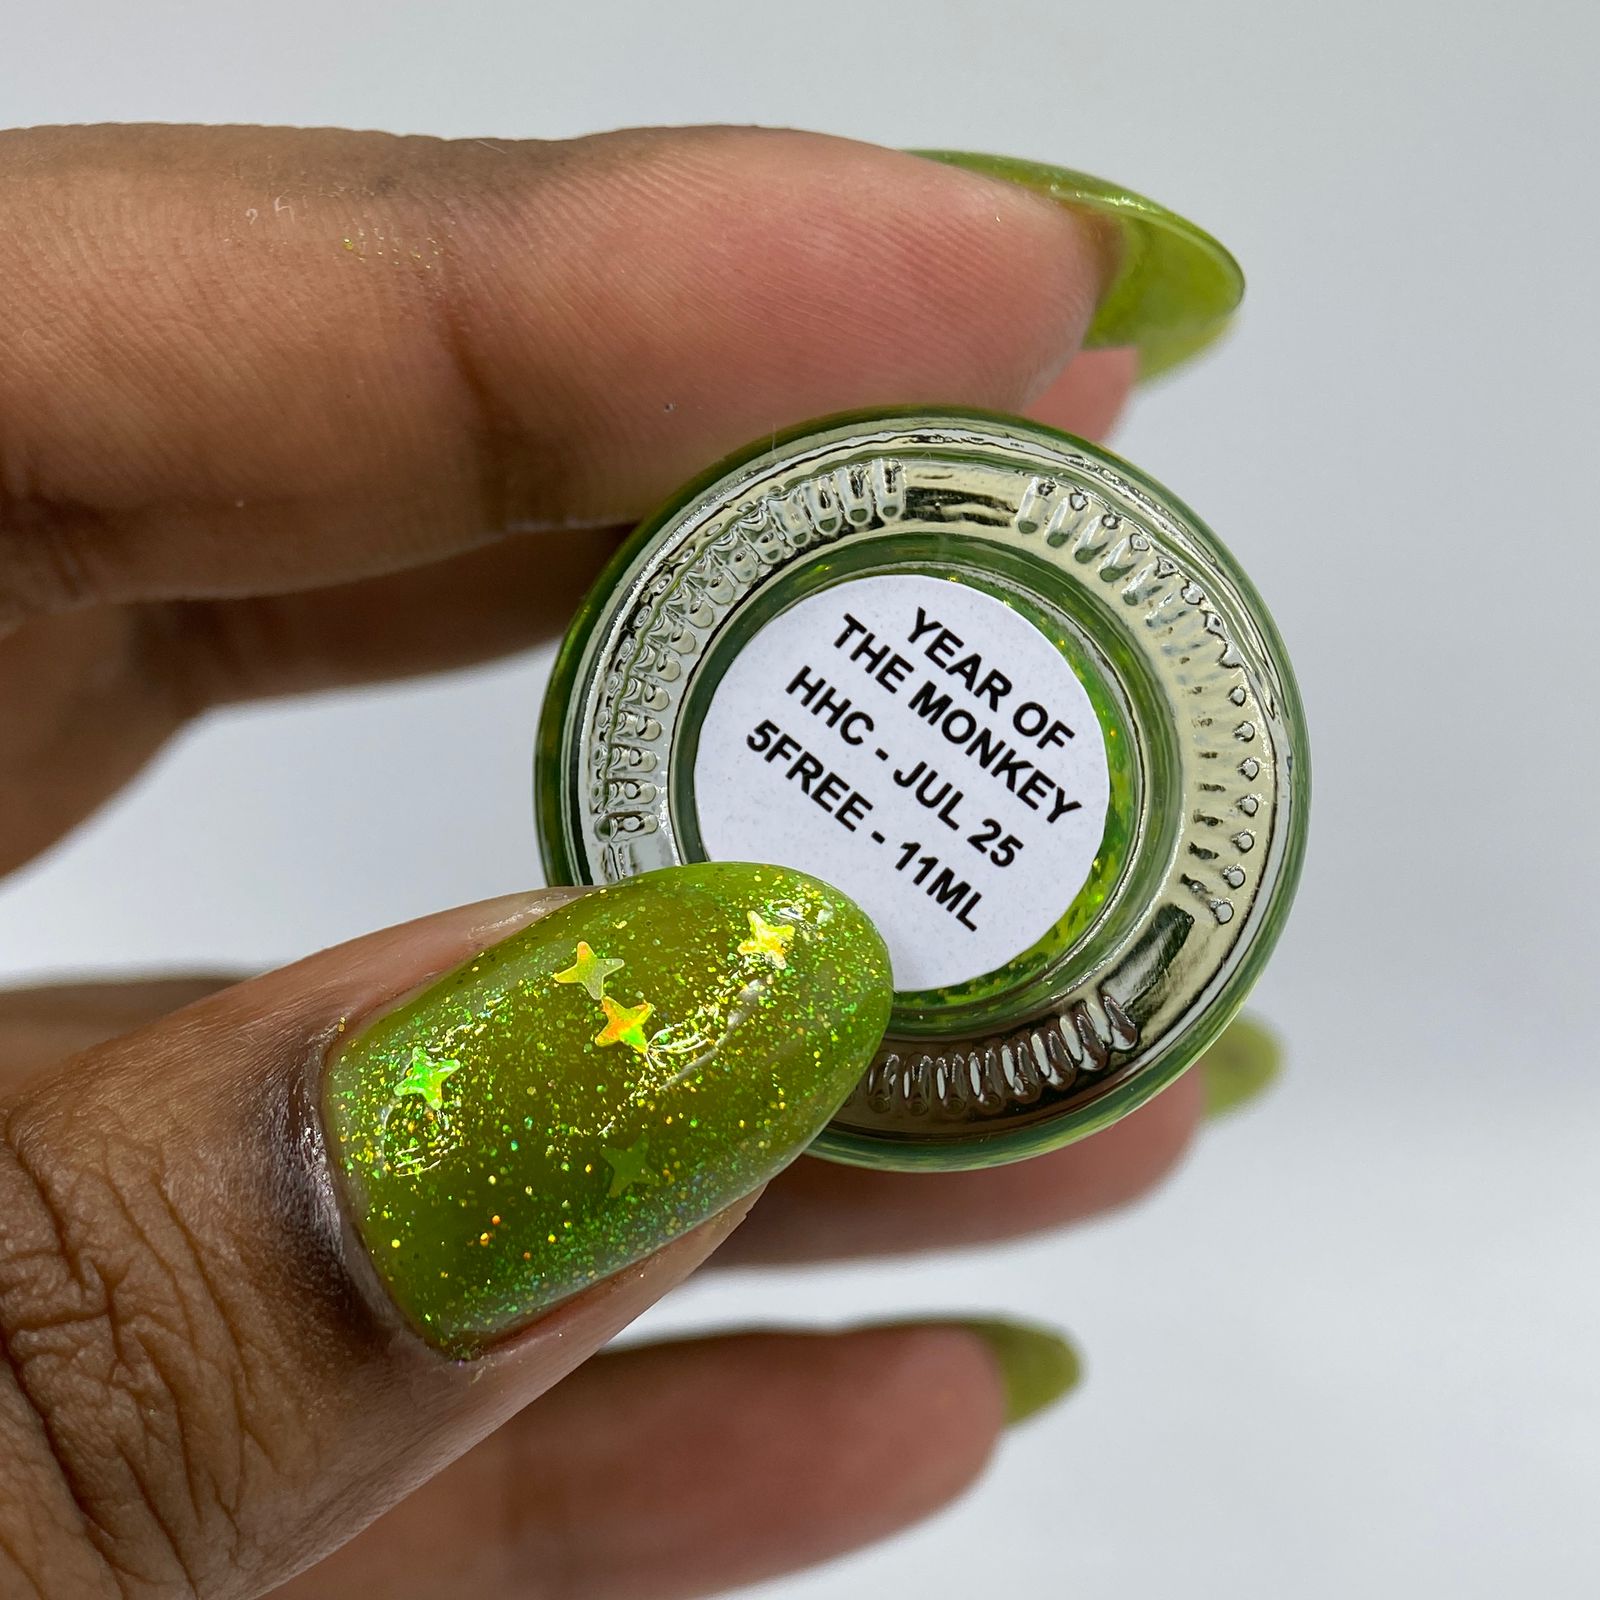 YEAR OF
THE MONKEY
HHC - JUL 25
5FREE - 11ML